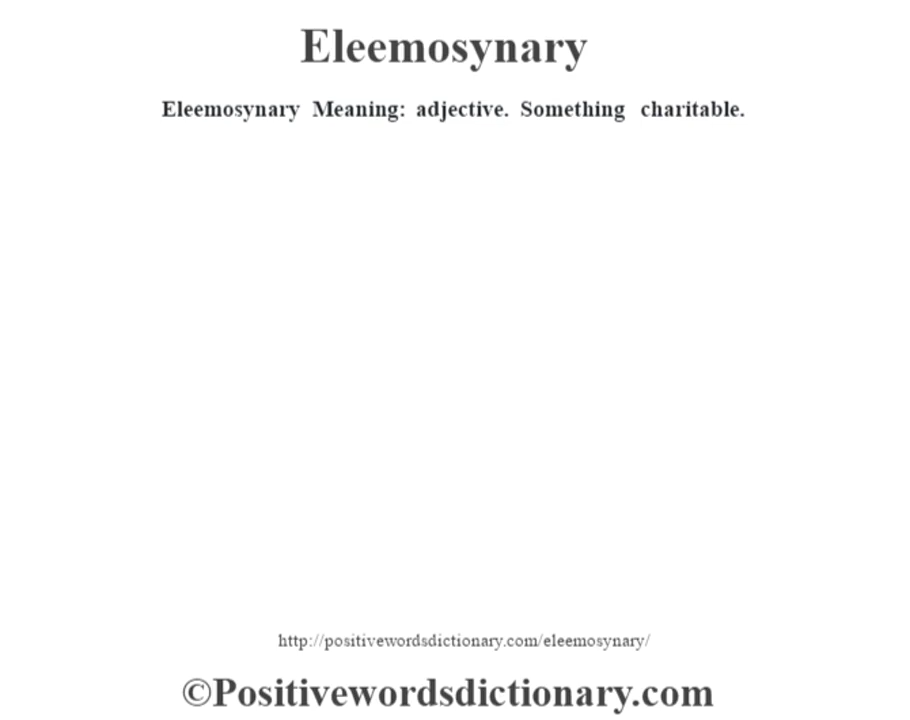 Eleemosynary
Eleemosynary Meaning: adjective. Something charitable.
http://positivewordsdictionary.com/eleemosynary/
©Positivewordsdictionary.com